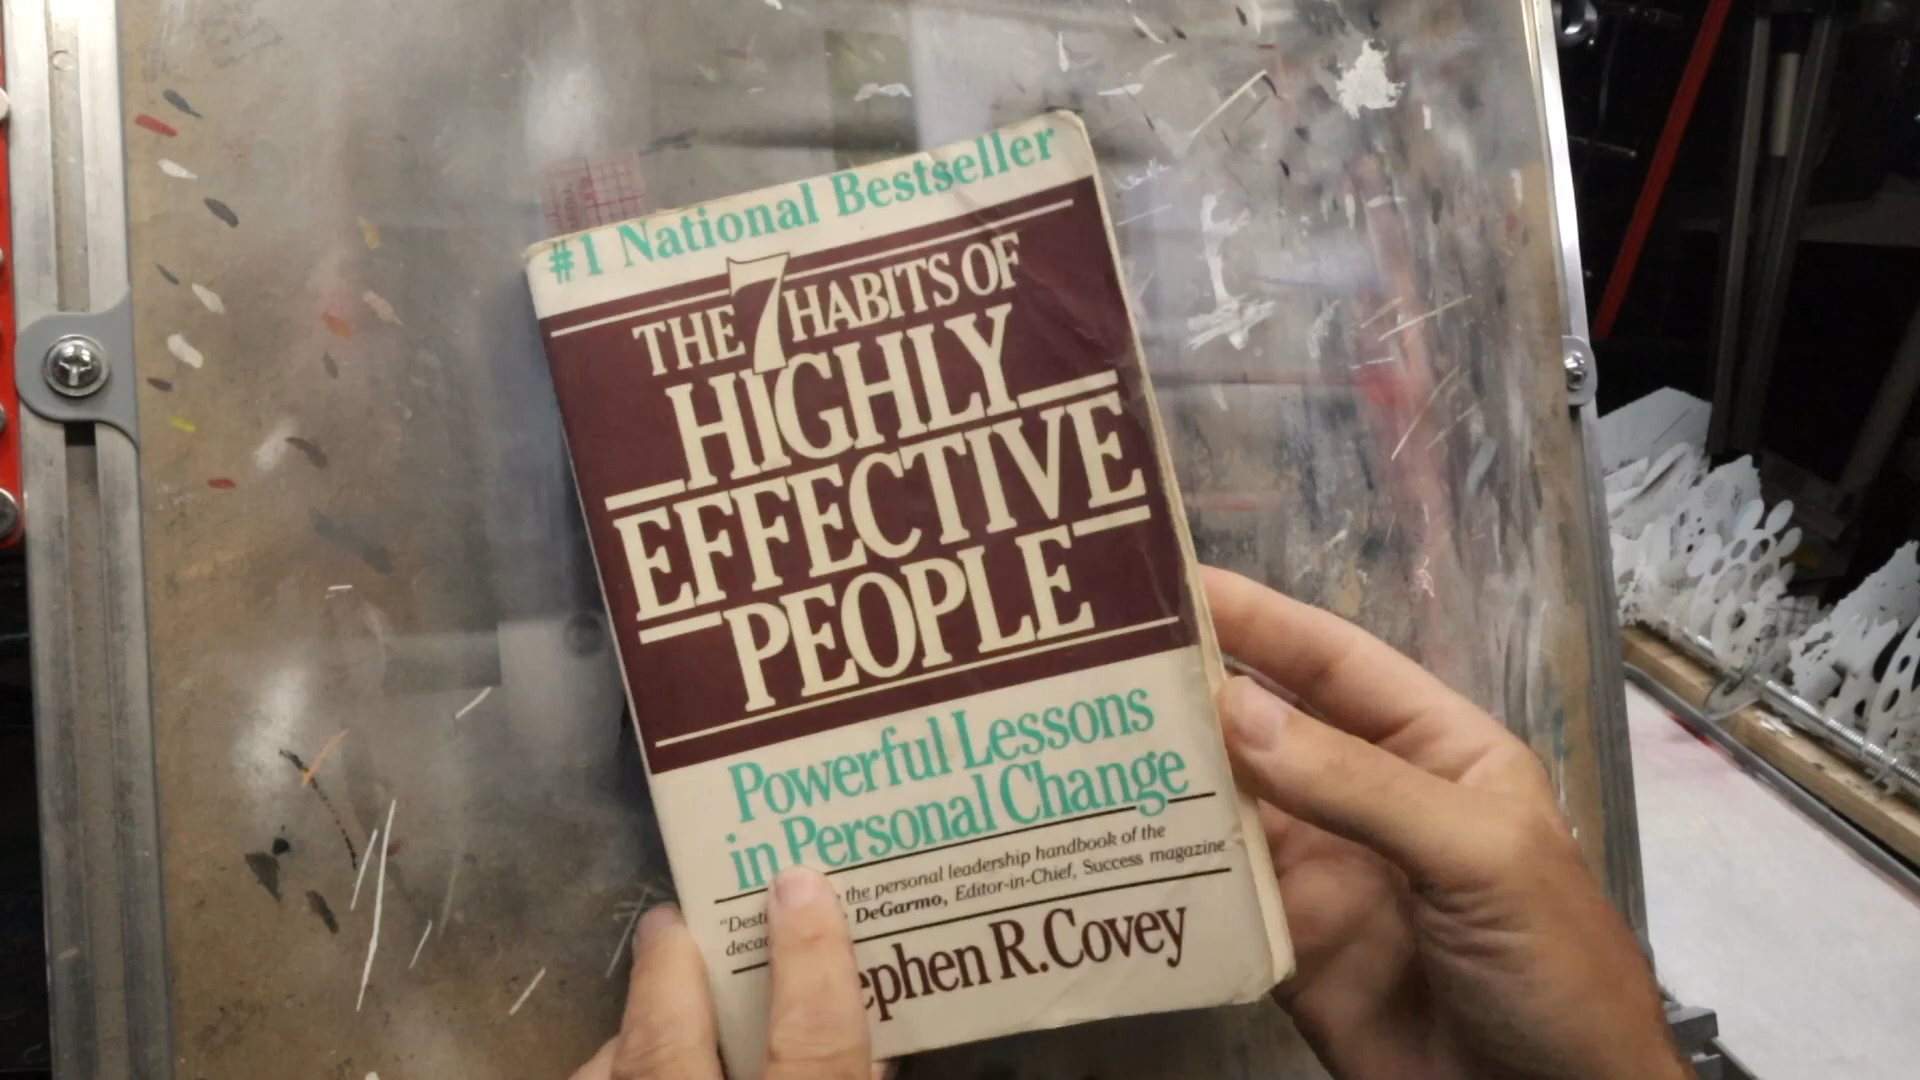 #1 National Bestseller
THE 7 HABITS OF
HIGHLY
EFFECTIVE
PEOPLE
Powerful Lessons
in Personal Change
the personal leadership handbook of the
DeGarmo, Editor-in-Chief, Success magazine
R. Covey